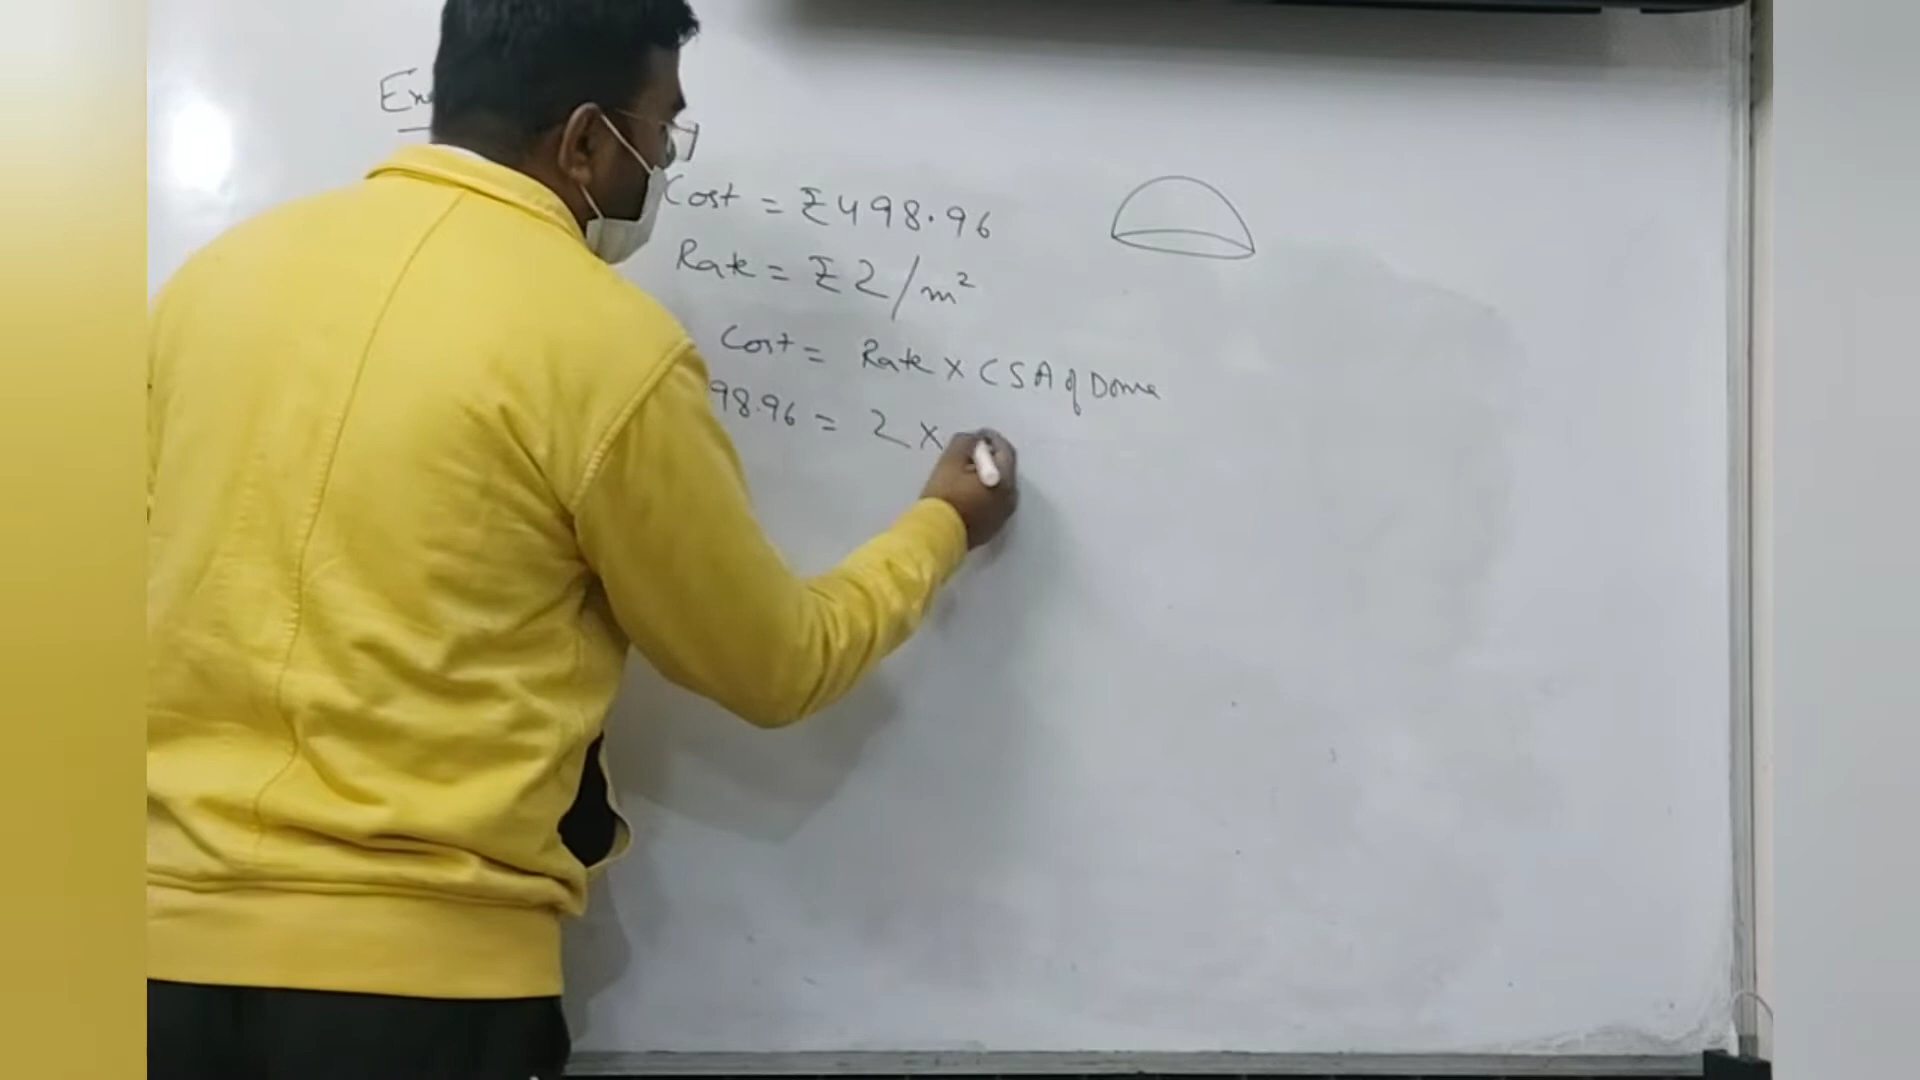 Cost = ₹498.96
Rate = ₹2/m²
Cost = Rate × CSA of Dome
98.96 = 2 ×